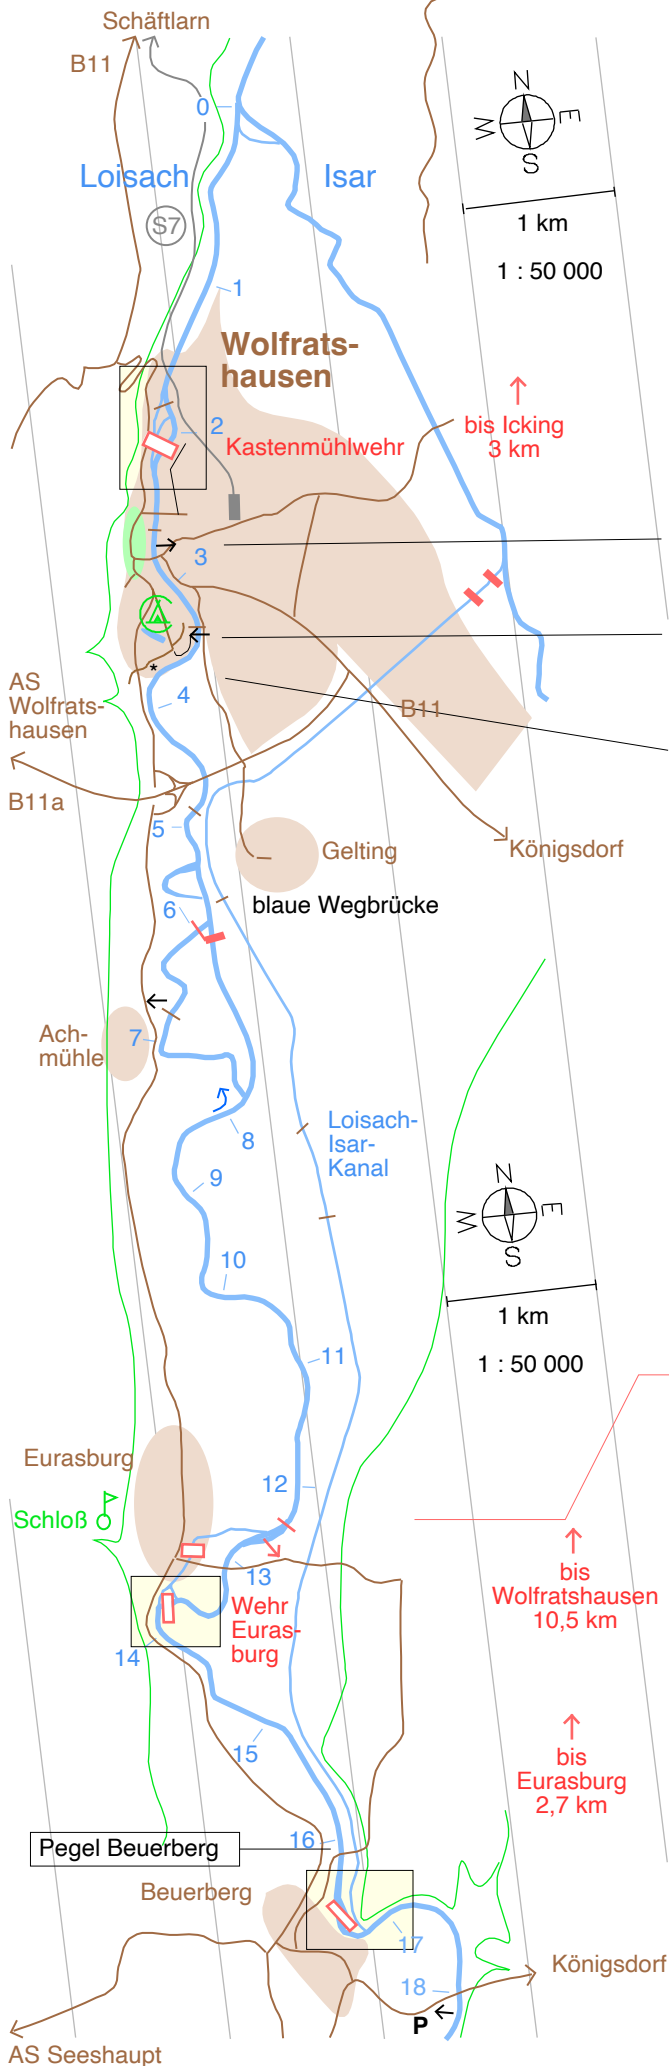 Schäftlarn
B11
0
N
E
S
W
Loisach
Isar
S7
1 km
1 : 50 000
1
Wolfrats-
hausen
2
bis Icking
3 km
Kastenmühlwehr
3
*
4
AS
Wolfrats-
hausen
B11
B11a
5
Gelting
Königsdorf
6
blaue Wegbrücke
7
Ach-
mühle
8
Loisach-
Isar-
Kanal
9
N
E
S
W
10
1 km
11
1 : 50 000
Eurasburg
12
Schloß
13
bis
Wolfratshausen
10,5 km
Wehr
Euras-
burg
14
15
bis
Eurasburg
2,7 km
16
Pegel Beuerberg
Beuerberg
17
Königsdorf
18
P
AS Seeshaupt